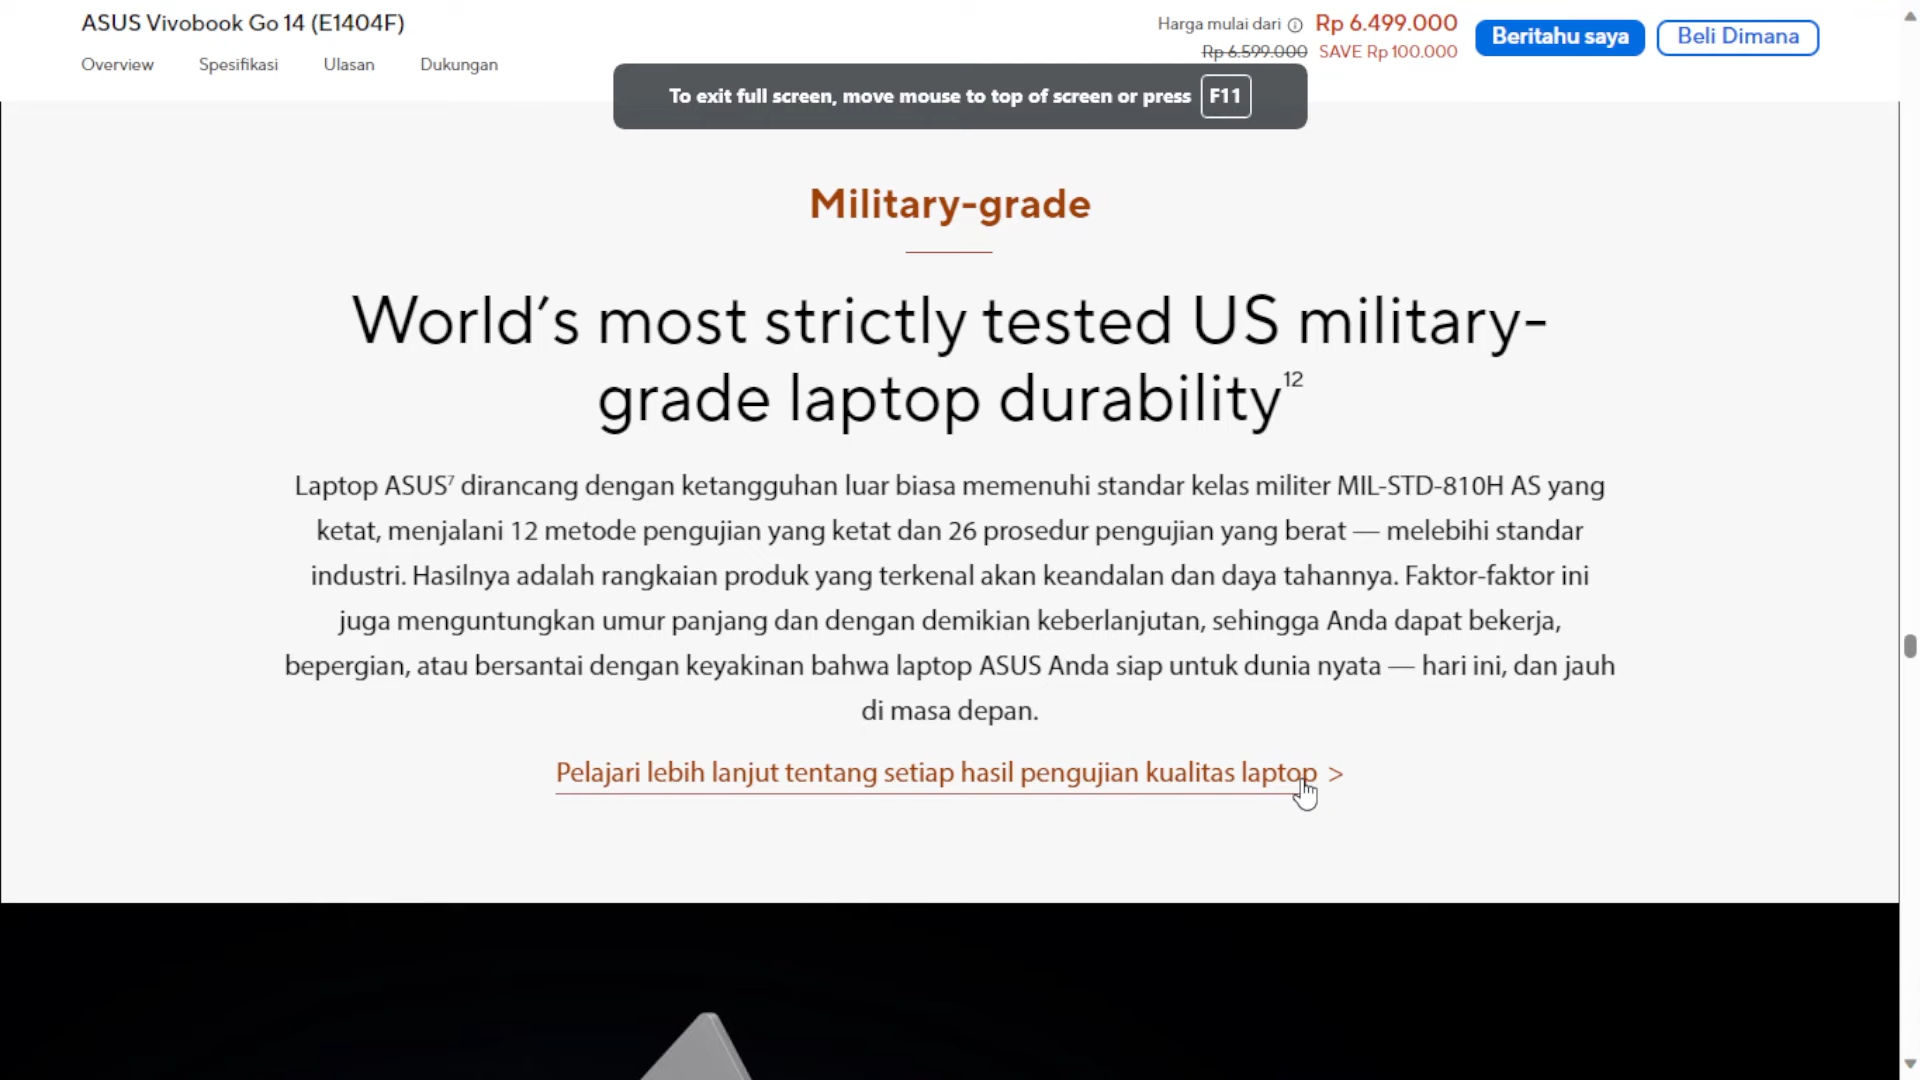 ASUS Vivobook Go 14 (E1404F)
Harga mulai dari ⓘ Rp 6.499.000
Rp 6.599.000 SAVE Rp 100.000
Beritahu saya
Beli Dimana
Overview Spesifikasi Ulasan Dukungan
To exit full screen, move mouse to top of screen or press F11
Military-grade
World’s most strictly tested US military-
grade laptop durability¹²
Laptop ASUS⁷ dirancang dengan ketangguhan luar biasa memenuhi standar kelas militer MIL-STD-810H AS yang
ketat, menjalani 12 metode pengujian yang ketat dan 26 prosedur pengujian yang berat — melebihi standar
industri. Hasilnya adalah rangkaian produk yang terkenal akan keandalan dan daya tahannya. Faktor-faktor ini
juga menguntungkan umur panjang dan dengan demikian keberlanjutan, sehingga Anda dapat bekerja,
bepergian, atau bersantai dengan keyakinan bahwa laptop ASUS Anda siap untuk dunia nyata — hari ini, dan jauh
di masa depan.
Pelajari lebih lanjut tentang setiap hasil pengujian kualitas laptop >